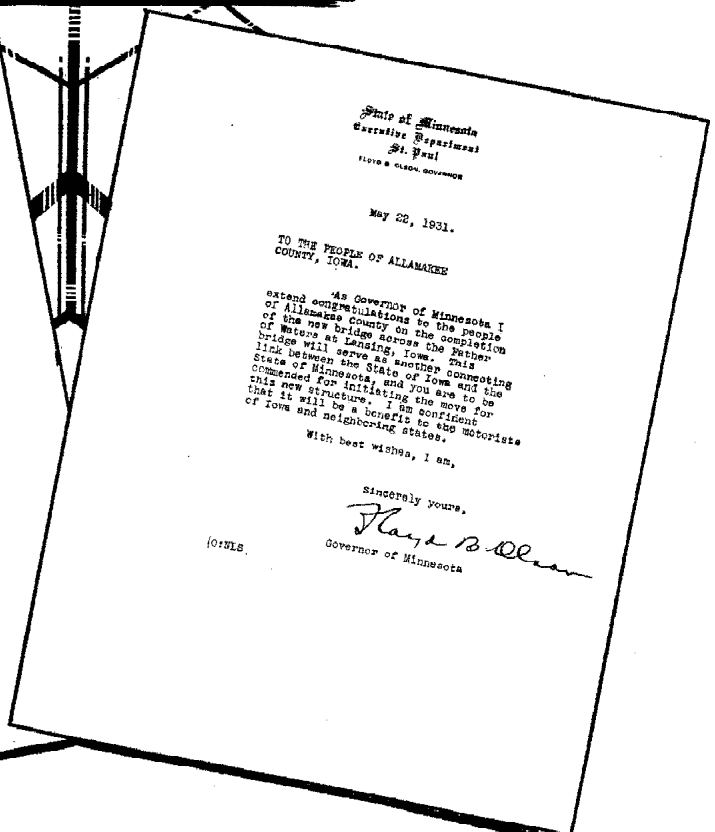 State of Minnesota
Executive Department
St. Paul
FLOYD B. OLSON, GOVERNOR
May 22, 1931.
TO THE PEOPLE OF ALLAMAKEE
COUNTY, IOWA.
As Governor of Minnesota I
extend congratulations to the people
of Allamakee County on the completion
of the new bridge across the Father
of Waters at Lansing, Iowa. This
bridge will serve as another connecting
link between the State of Iowa and the
State of Minnesota, and you are to be
commended for initiating the move for
this new structure. I am confident
that it will be a benefit to the motorists
of Iowa and neighboring states.
With best wishes, I am,
Sincerely yours,
Floyd B Olson
Governor of Minnesota
O:NLS